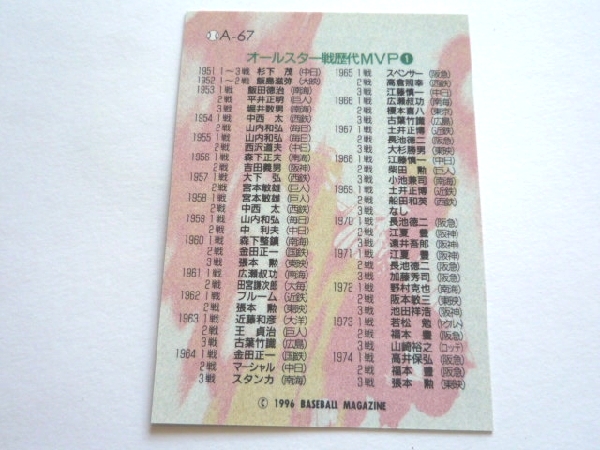 A-67
オールスター戦歴代MVP❶
1951 1〜3戦 杉下 茂(中日)
1952 1〜2戦 飯島滋弥(大映)
1953 1戦 飯田徳治(南海)
2戦 平井正明(巨人)
3戦 堀井数男(南海)
1954 1戦 中西 太(西鉄)
2戦 山内和弘(毎日)
1955 1戦 山内和弘(毎日)
2戦 西沢道夫(中日)
1956 1戦 森下正夫(南海)
2戦 吉田義男(阪神)
1957 1戦 大下 弘(西鉄)
2戦 宮本敏雄(巨人)
1958 1戦 宮本敏雄(巨人)
2戦 中西 太(西鉄)
1959 1戦 山内和弘(毎日)
2戦 中 利夫(中日)
1960 1戦 森下整鎮(南海)
2戦 金田正一(国鉄)
3戦 張本 勲(東映)
1961 1戦 広瀬叔功(南海)
2戦 田宮謙次郎(大毎)
1962 1戦 ブルーム(近鉄)
2戦 張本 勲(東映)
1963 1戦 近藤和彦(大洋)
2戦 王 貞治(巨人)
3戦 古葉竹識(広島)
1964 1戦 金田正一(国鉄)
2戦 マーシャル(中日)
3戦 スタンカ(南海)
1965 1戦 スペンサー(阪急)
2戦 高倉照幸(西鉄)
3戦 江藤慎一(中日)
1966 1戦 広瀬叔功(南海)
2戦 榎本喜八(東京)
3戦 古葉竹識(広島)
1967 1戦 土井正博(近鉄)
2戦 長池徳二(阪急)
3戦 大杉勝男(東映)
1968 1戦 江藤慎一(中日)
2戦 柴田 勲(巨人)
3戦 小池兼司(南海)
1969 1戦 土井正博(近鉄)
2戦 船田和英(西鉄)
3戦 なし
1970 1戦 長池徳二(阪急)
2戦 江夏 豊(阪神)
3戦 遠井吾郎(阪神)
1971 1戦 江夏 豊(阪神)
2戦 長池徳二(阪急)
3戦 加藤秀司(阪急)
1972 1戦 野村克也(南海)
2戦 阪本敏三(東映)
3戦 池田祥浩(阪神)
1973 1戦 若松 勉(ヤクルト)
2戦 福本 豊(阪急)
3戦 山崎裕之(ロッテ)
1974 1戦 高井保弘(阪急)
2戦 福本 豊(阪急)
3戦 張本 勲(東映)
© 1996 BASEBALL MAGAZINE